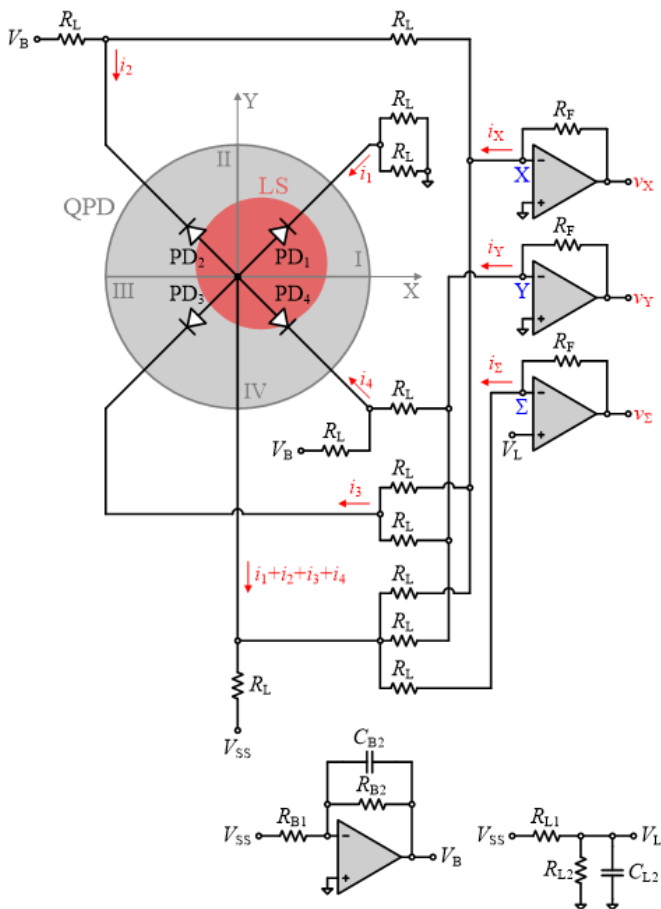 R_L
R_L
V_B
i_2
Y
R_L
R_L
i_1
i_X
R_F
X
v_X
II
LS
QPD
I
PD_2
PD_1
III
X
PD_3
PD_4
i_Y
R_F
Y
v_Y
IV
i_4
R_L
i_Σ
R_F
Σ
v_Σ
V_L
R_L
V_B
R_L
i_3
R_L
i_1+i_2+i_3+i_4
R_L
R_L
R_L
R_L
V_SS
C_B2
R_B2
R_B1
V_SS
V_B
R_L1
V_SS
V_L
R_L2
C_L2